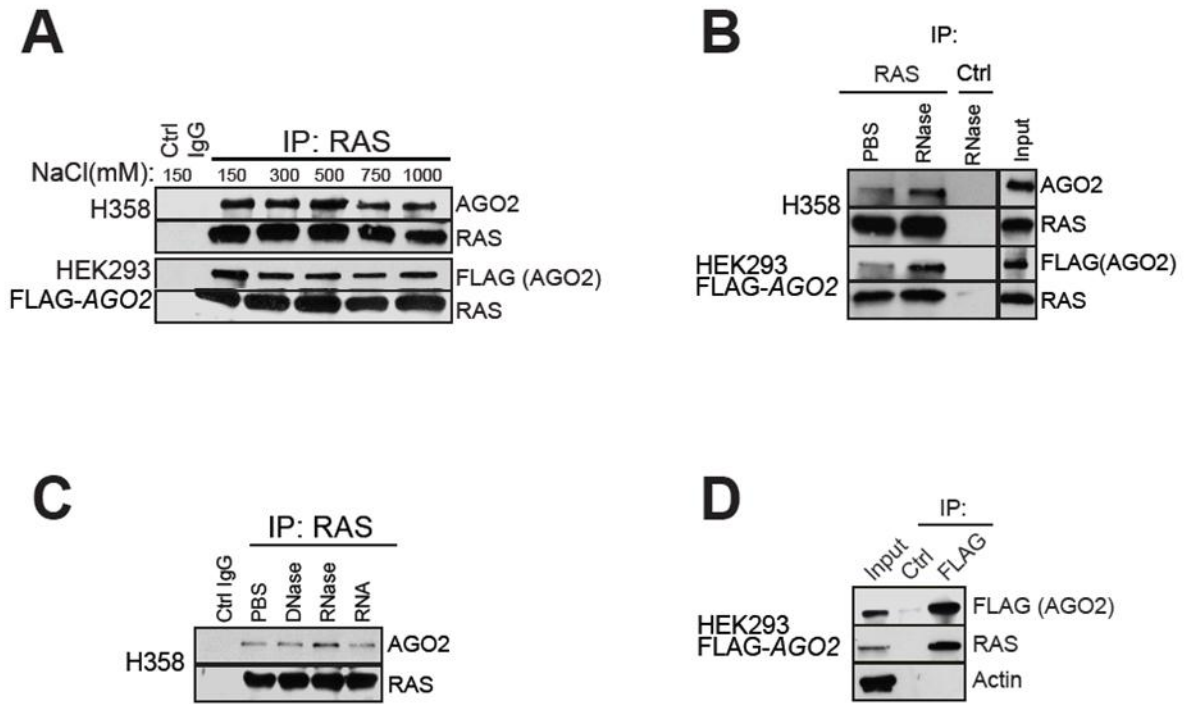 A
Ctrl
IgG
IP: RAS
NaCl(mM): 150 150 300 500 750 1000
H358
AGO2
RAS
HEK293
FLAG-AGO2
FLAG (AGO2)
RAS
B
IP:
RAS Ctrl
PBS RNase RNase Input
H358
AGO2
RAS
HEK293
FLAG-AGO2
FLAG(AGO2)
RAS
C
IP: RAS
Ctrl IgG PBS DNase RNase RNA
H358
AGO2
RAS
D
IP:
Input Ctrl FLAG
HEK293
FLAG-AGO2
FLAG (AGO2)
RAS
Actin